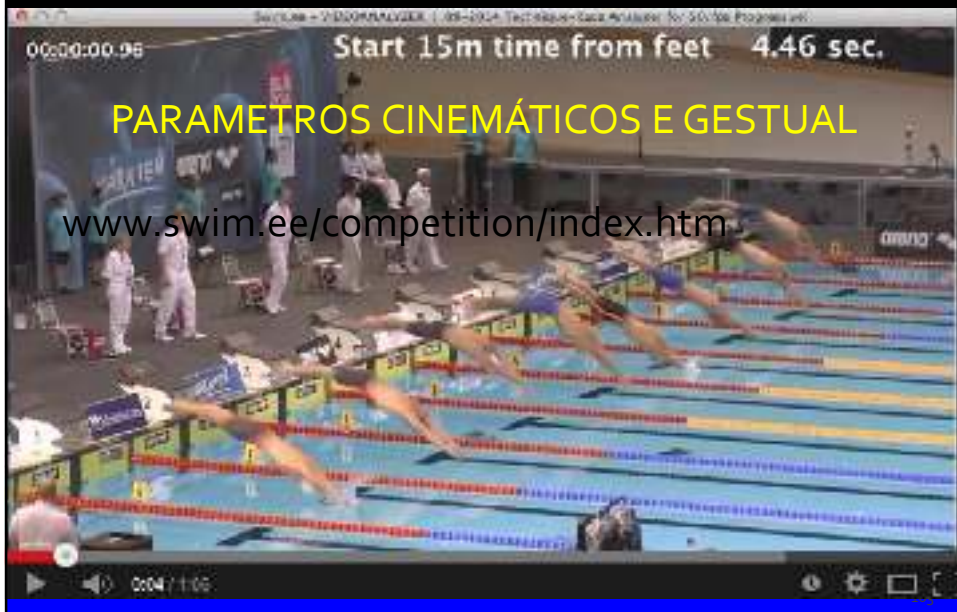 00:00:00.96
Start 15m time from feet 4.46 sec.
PARAMETROS CINEMÁTICOS E GESTUAL
www.swim.ee/competition/index.htm
arena
0:04 / 1:06